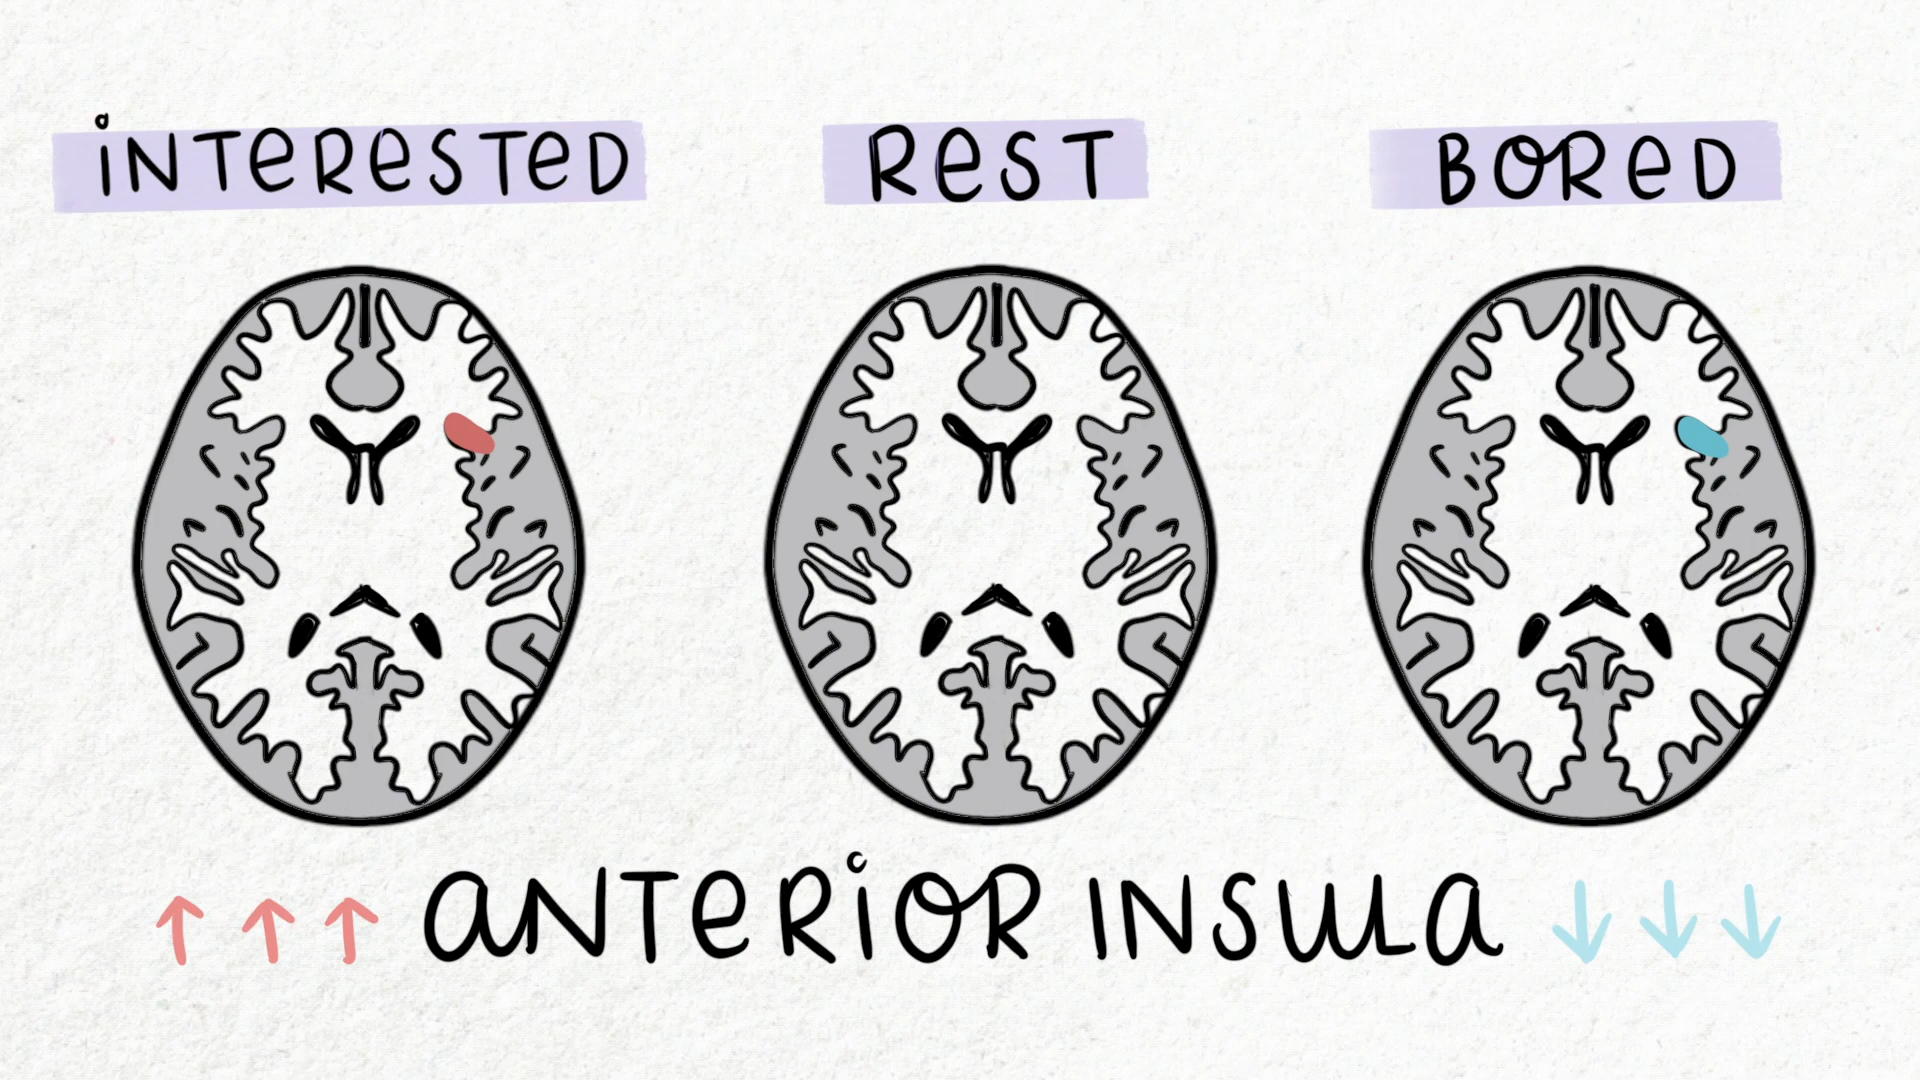 iNTeReSTeD
ReST
BOReD
↑ ↑ ↑ aNTeRiOR INSULa ↓ ↓ ↓